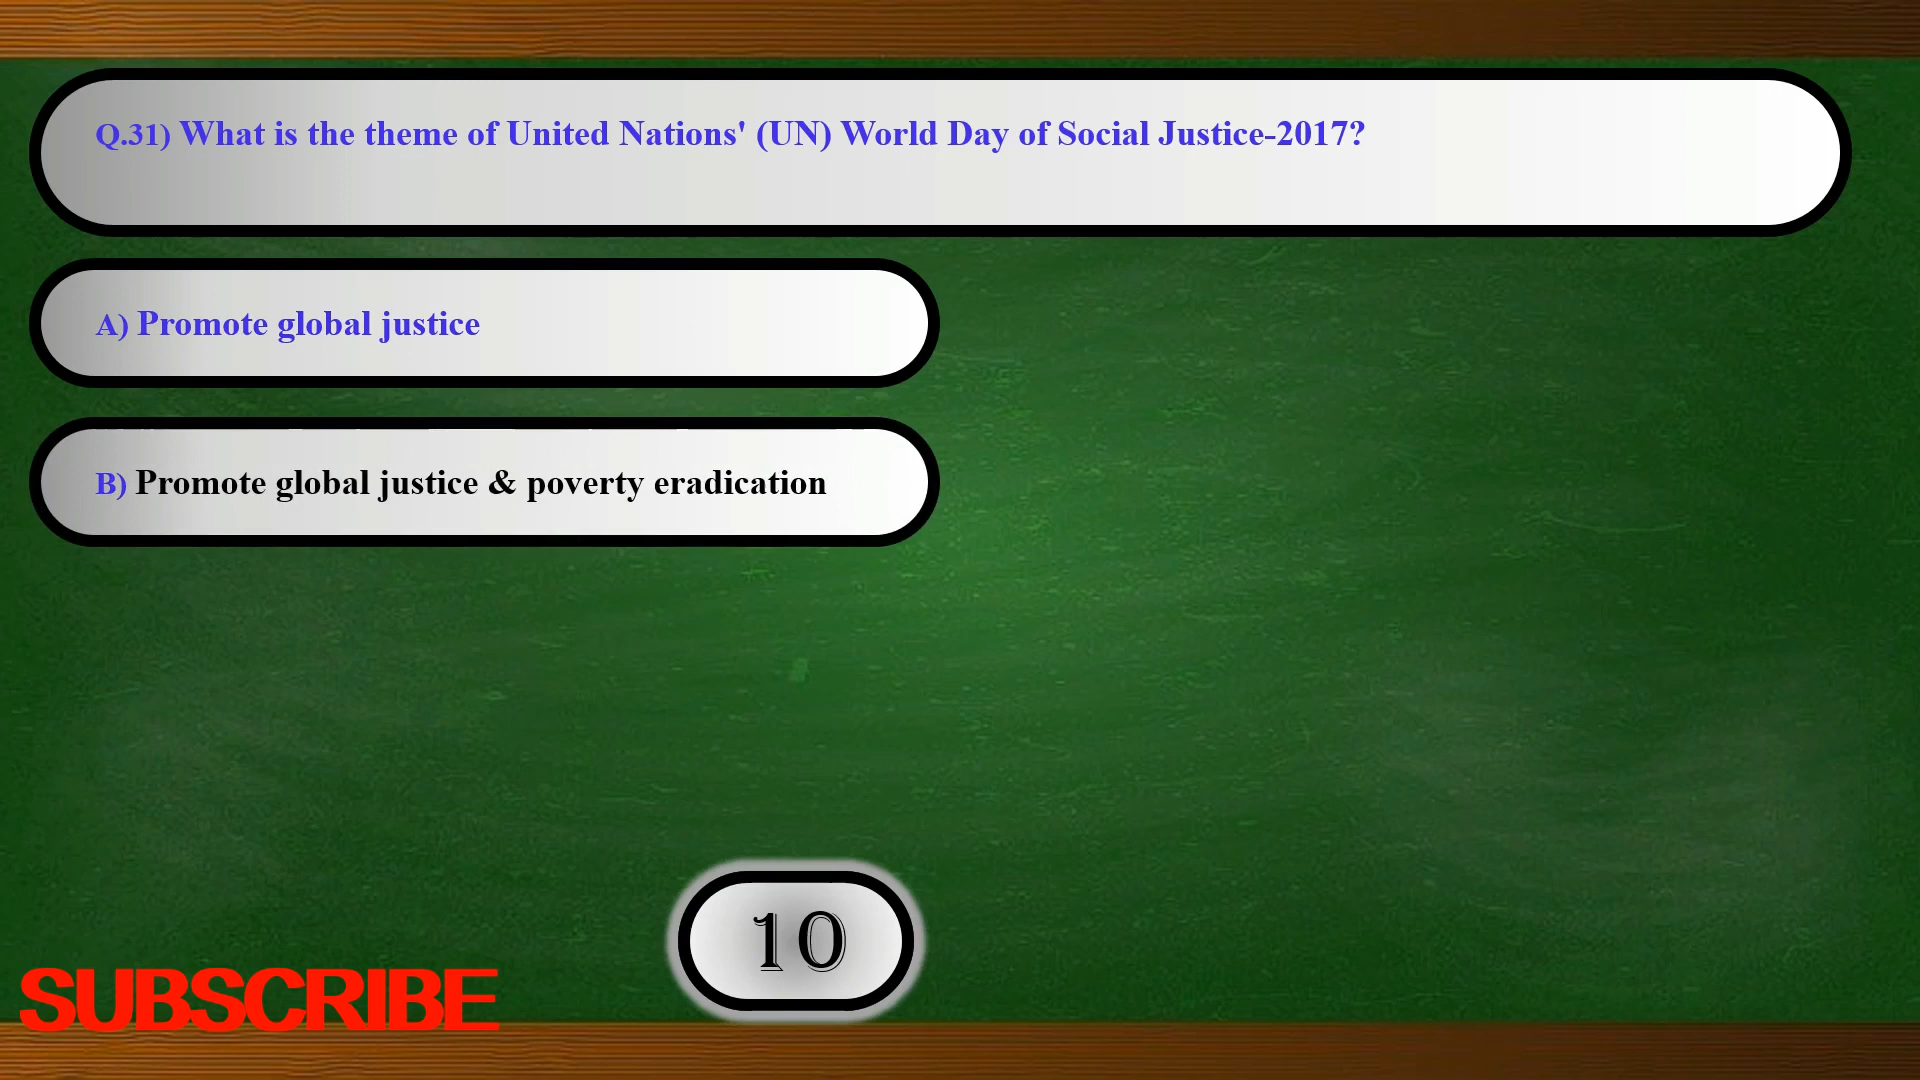 Q.31) What is the theme of United Nations' (UN) World Day of Social Justice-2017?
A) Promote global justice
B) Promote global justice & poverty eradication
10
SUBSCRIBE